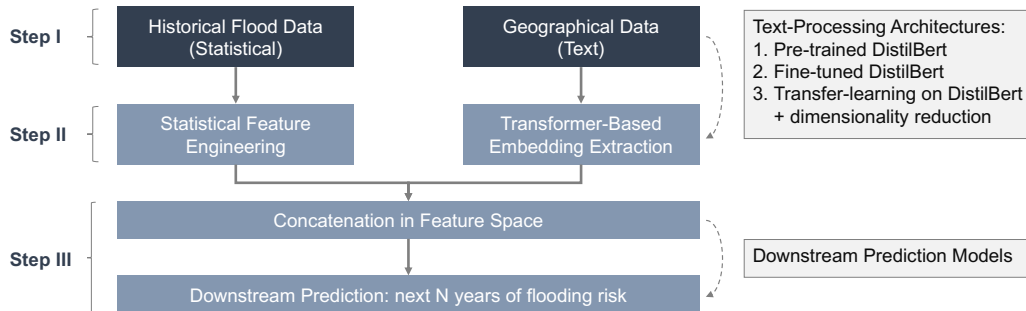 Step I
Historical Flood Data
(Statistical)
Geographical Data
(Text)
Text-Processing Architectures:
1. Pre-trained DistilBert
2. Fine-tuned DistilBert
3. Transfer-learning on DistilBert
+ dimensionality reduction
Step II
Statistical Feature
Engineering
Transformer-Based
Embedding Extraction
Step III
Concatenation in Feature Space
Downstream Prediction Models
Downstream Prediction: next N years of flooding risk